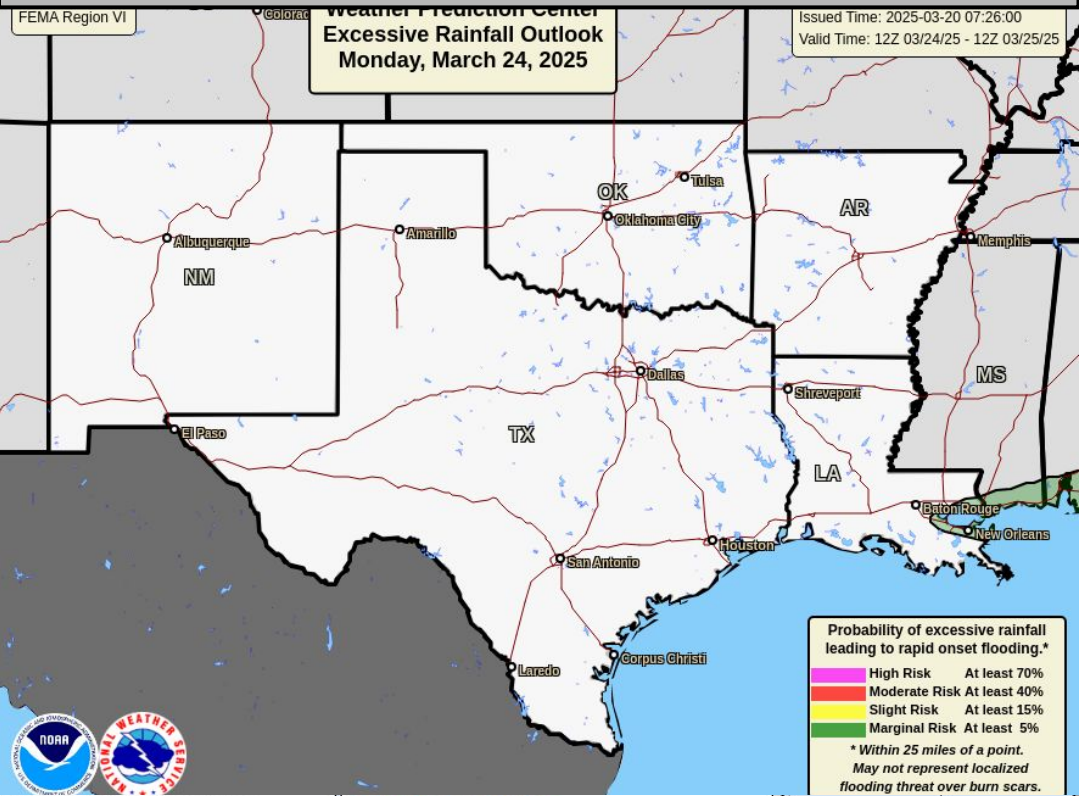 FEMA Region VI
Colorad
Weather Prediction Center
Excessive Rainfall Outlook
Monday, March 24, 2025
Issued Time: 2025-03-20 07:26:00
Valid Time: 12Z 03/24/25 - 12Z 03/25/25
Tulsa
OK
Oklahoma City
AR
Amarillo
Albuquerque
Memphis
NM
Dallas
MS
Shreveport
El Paso
TX
LA
Baton Rouge
New Orleans
Houston
San Antonio
Corpus Christi
Laredo
Probability of excessive rainfall
leading to rapid onset flooding.*
High Risk At least 70%
Moderate Risk At least 40%
Slight Risk At least 15%
Marginal Risk At least 5%
* Within 25 miles of a point.
May not represent localized
flooding threat over burn scars.
NOAA
NATIONAL WEATHER SERVICE